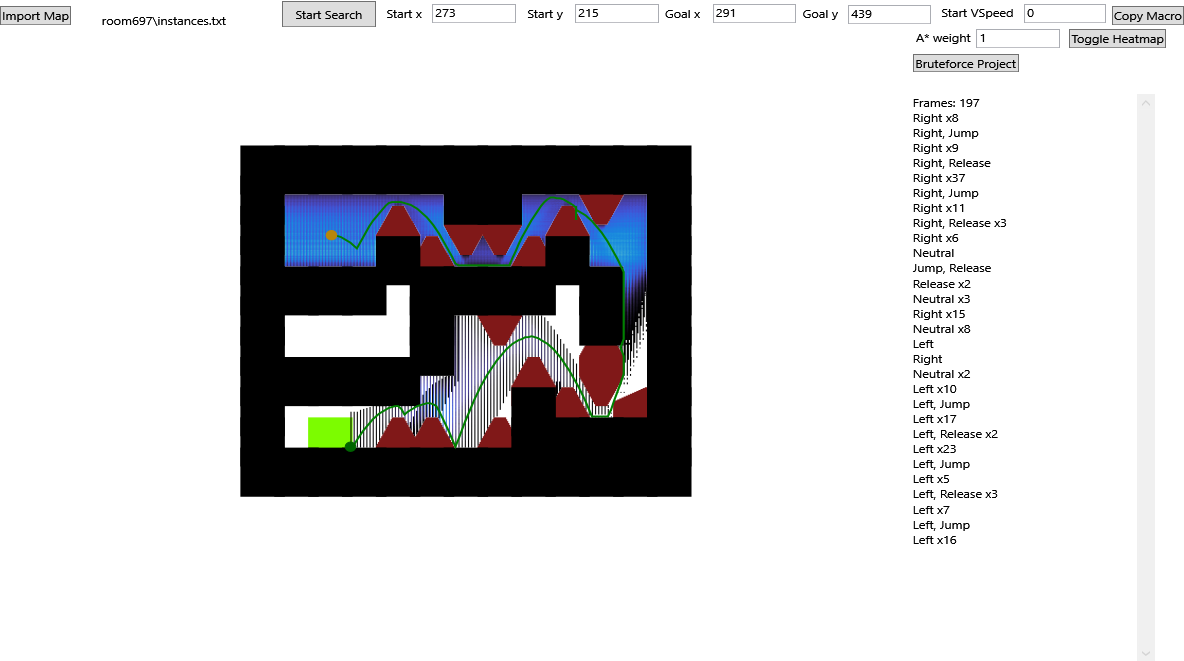 Import Map
room697\instances.txt
Start Search
Start x 273
Start y 215
Goal x 291
Goal y 439
Start VSpeed 0
Copy Macro
A* weight 1
Toggle Heatmap
Bruteforce Project
Frames: 197
Right x8
Right, Jump
Right x9
Right, Release
Right x37
Right, Jump
Right x11
Right, Release x3
Right x6
Neutral
Jump, Release
Release x2
Neutral x3
Right x15
Neutral x8
Left
Right
Neutral x2
Left x10
Left, Jump
Left x17
Left, Release x2
Left x23
Left, Jump
Left x5
Left, Release x3
Left x7
Left, Jump
Left x16